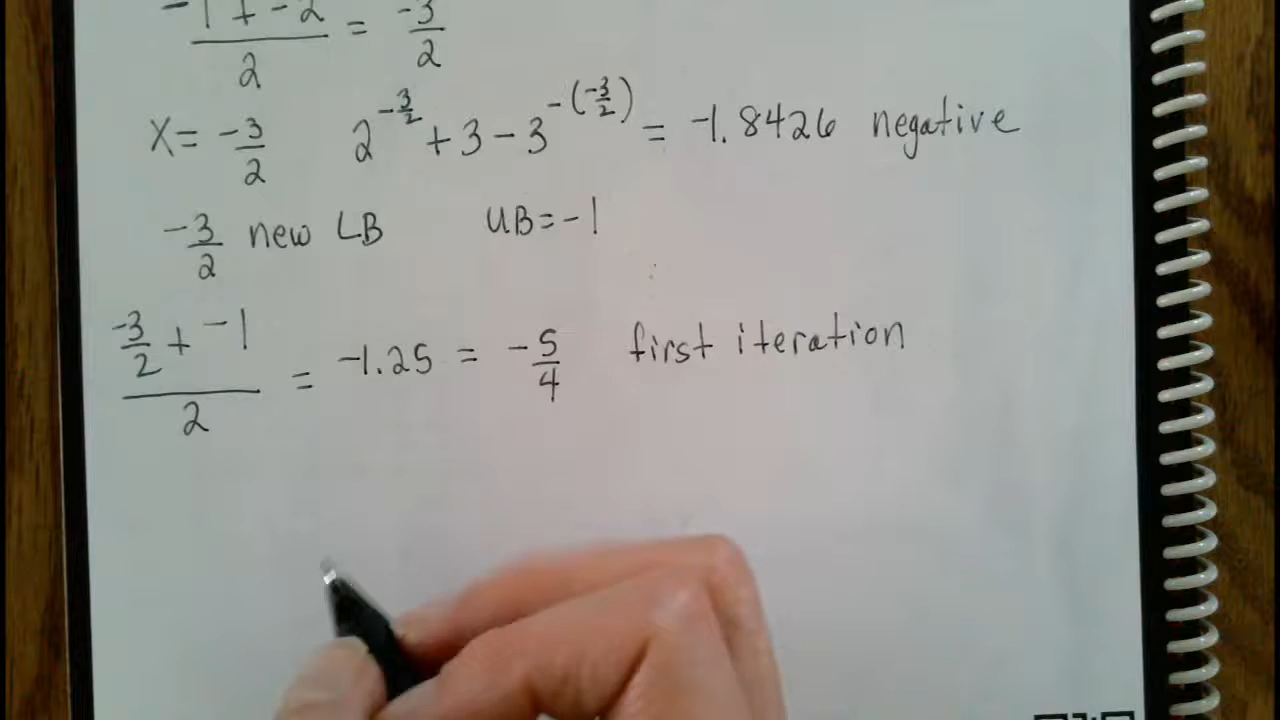 -1 + -2 / 2 = -3/2
X = -3/2 2^(-3/2) + 3 - 3^(-(-3/2)) = -1.8426 negative
-3/2 new LB UB = -1
(-3/2 + -1) / 2 = -1.25 = -5/4 first iteration